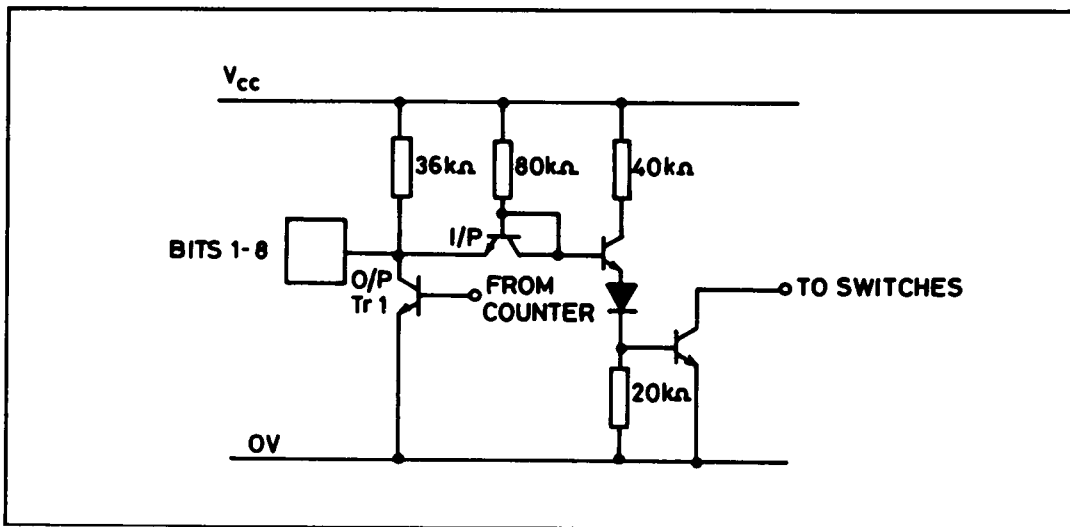 Vcc
36kΩ
80kΩ
40kΩ
I/P
BITS 1-8
O/P
Tr 1
FROM
COUNTER
TO SWITCHES
20kΩ
0V